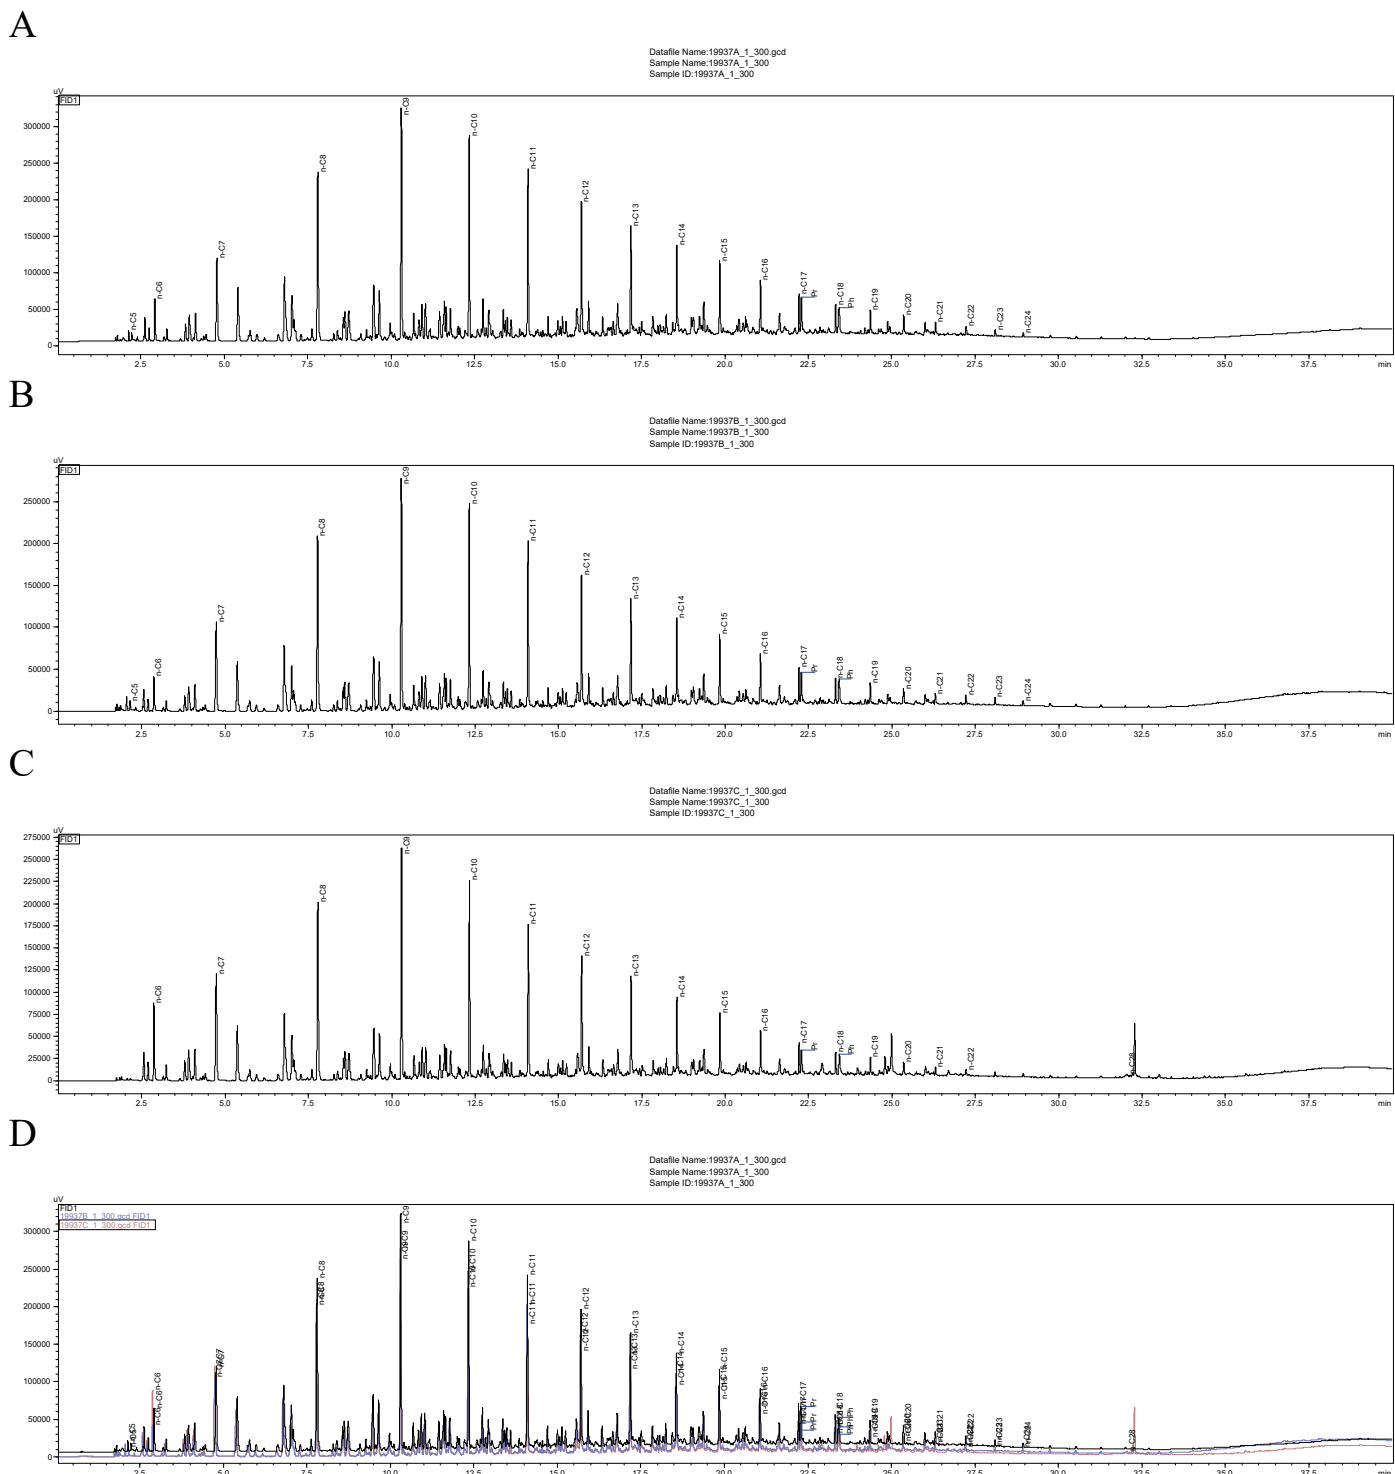 A
Datafile Name:19937A_1_300.gcd
Sample Name:19937A_1_300
Sample ID:19937A_1_300
uV
FID1
300000
250000
200000
150000
100000
50000
0
n-C5
n-C6
n-C7
n-C8
n-C9
n-C10
n-C11
n-C12
n-C13
n-C14
n-C15
n-C16
n-C17
Pr
n-C18
Ph
n-C19
n-C20
n-C21
n-C22
n-C23
n-C24
2.5 5.0 7.5 10.0 12.5 15.0 17.5 20.0 22.5 25.0 27.5 30.0 32.5 35.0 37.5 min
B
Datafile Name:19937B_1_300.gcd
Sample Name:19937B_1_300
Sample ID:19937B_1_300
uV
FID1
250000
200000
150000
100000
50000
0
n-C5
n-C6
n-C7
n-C8
n-C9
n-C10
n-C11
n-C12
n-C13
n-C14
n-C15
n-C16
n-C17
Pr
n-C18
Ph
n-C19
n-C20
n-C21
n-C22
n-C23
n-C24
2.5 5.0 7.5 10.0 12.5 15.0 17.5 20.0 22.5 25.0 27.5 30.0 32.5 35.0 37.5 min
C
Datafile Name:19937C_1_300.gcd
Sample Name:19937C_1_300
Sample ID:19937C_1_300
uV
FID1
275000
250000
225000
200000
175000
150000
125000
100000
75000
50000
25000
0
n-C6
n-C7
n-C8
n-C9
n-C10
n-C11
n-C12
n-C13
n-C14
n-C15
n-C16
n-C17
Pr
n-C18
Ph
n-C19
n-C20
n-C21
n-C22
n-C28
2.5 5.0 7.5 10.0 12.5 15.0 17.5 20.0 22.5 25.0 27.5 30.0 32.5 35.0 37.5 min
D
Datafile Name:19937A_1_300.gcd
Sample Name:19937A_1_300
Sample ID:19937A_1_300
uV
FID1
19937B_1_300.gcd FID1
19937C_1_300.gcd FID1
300000
250000
200000
150000
100000
50000
0
n-C6
n-C6
n-C6
n-C7
n-C8
n-C9
n-C10
n-C10
n-C11
n-C11
n-C12
n-C12
n-C13
n-C14
n-C15
n-C16
n-C17
Pr
n-C18
n-C28
2.5 5.0 7.5 10.0 12.5 15.0 17.5 20.0 22.5 25.0 27.5 30.0 32.5 35.0 37.5 min